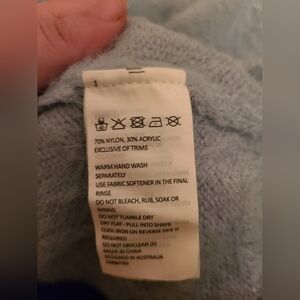 70% NYLON, 30% ACRYLIC
EXCLUSIVE OF TRIMS
WARM HAND WASH
SEPARATELY
USE FABRIC SOFTENER IN THE FINAL
RINSE
DO NOT BLEACH, RUB, SOAK OR
WRING
DO NOT TUMBLE DRY
DRY FLAT - PULL INTO SHAPE
COOL IRON ON REVERSE SIDE IF
REQUIRED
DO NOT DRYCLEAN (X)
MADE IN CHINA
DESIGNED IN AUSTRALIA